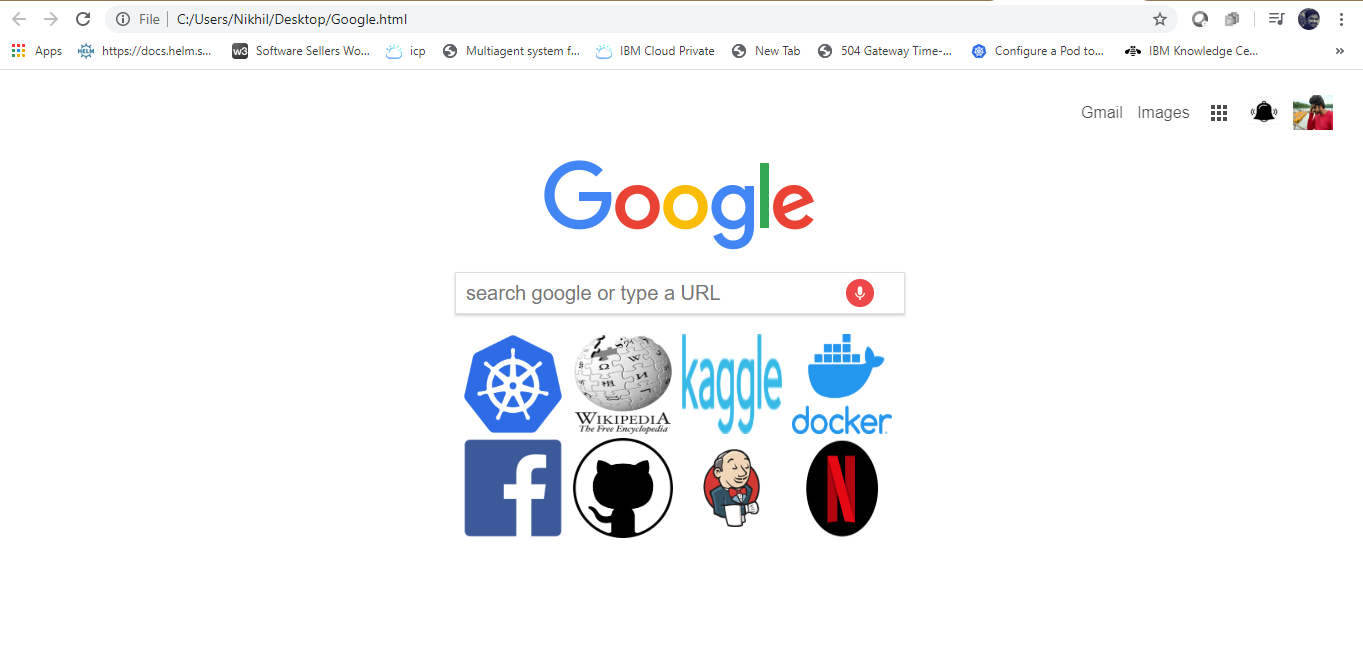 File C:/Users/Nikhil/Desktop/Google.html
Apps HELM https://docs.helm.s... w3 Software Sellers Wo... icp Multiagent system f... IBM Cloud Private New Tab 504 Gateway Time-... Configure a Pod to... IBM Knowledge Ce... »
Gmail Images
Google
search google or type a URL
WIKIPEDIA
The Free Encyclopedia
kaggle
docker
f
N